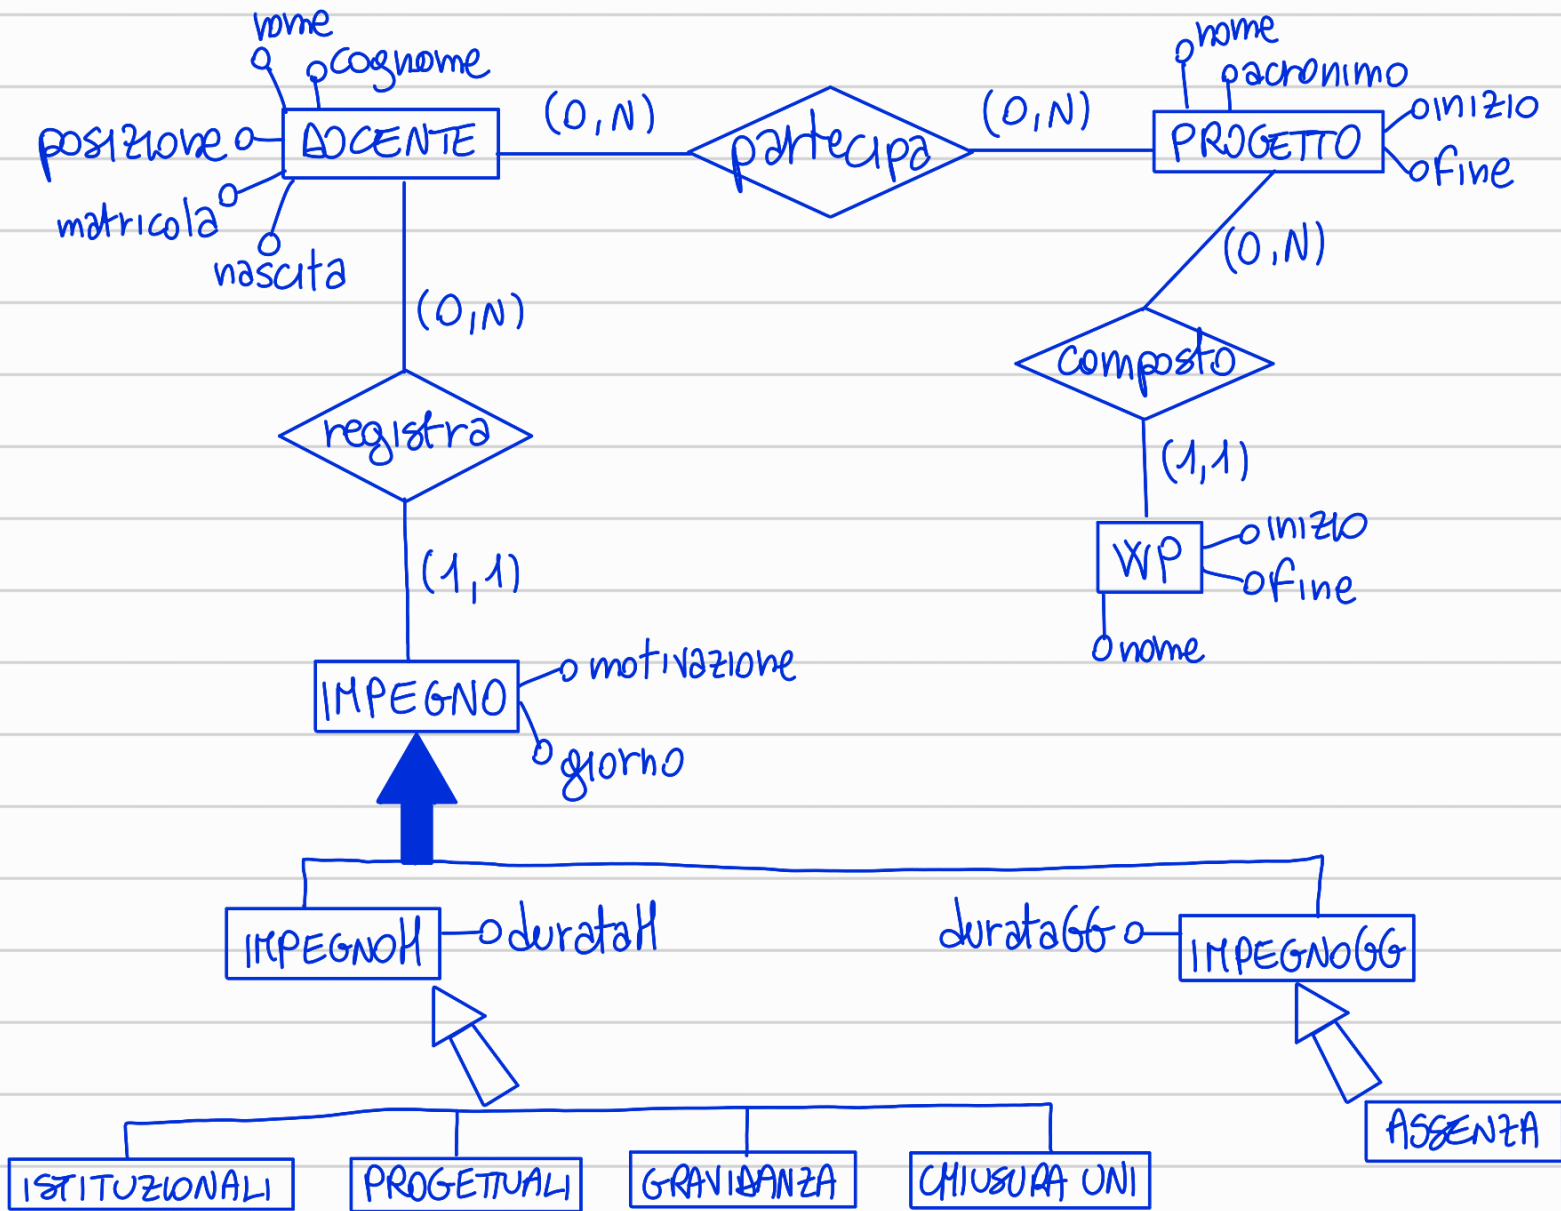 nome
cognome
posizione
DOCENTE
matricola
nascita
(0,N)
partecipa
(0,N)
nome
acronimo
PROGETTO
inizio
fine
(0,N)
(0,N)
composto
registra
(1,1)
(1,1)
WP
inizio
fine
nome
IMPEGNO
motivazione
giorno
IMPEGNOH
durataH
durataGG
IMPEGNOGG
ISTITUZIONALI
PROGETTUALI
GRAVIDANZA
CHIUSURA UNI
ASSENZA